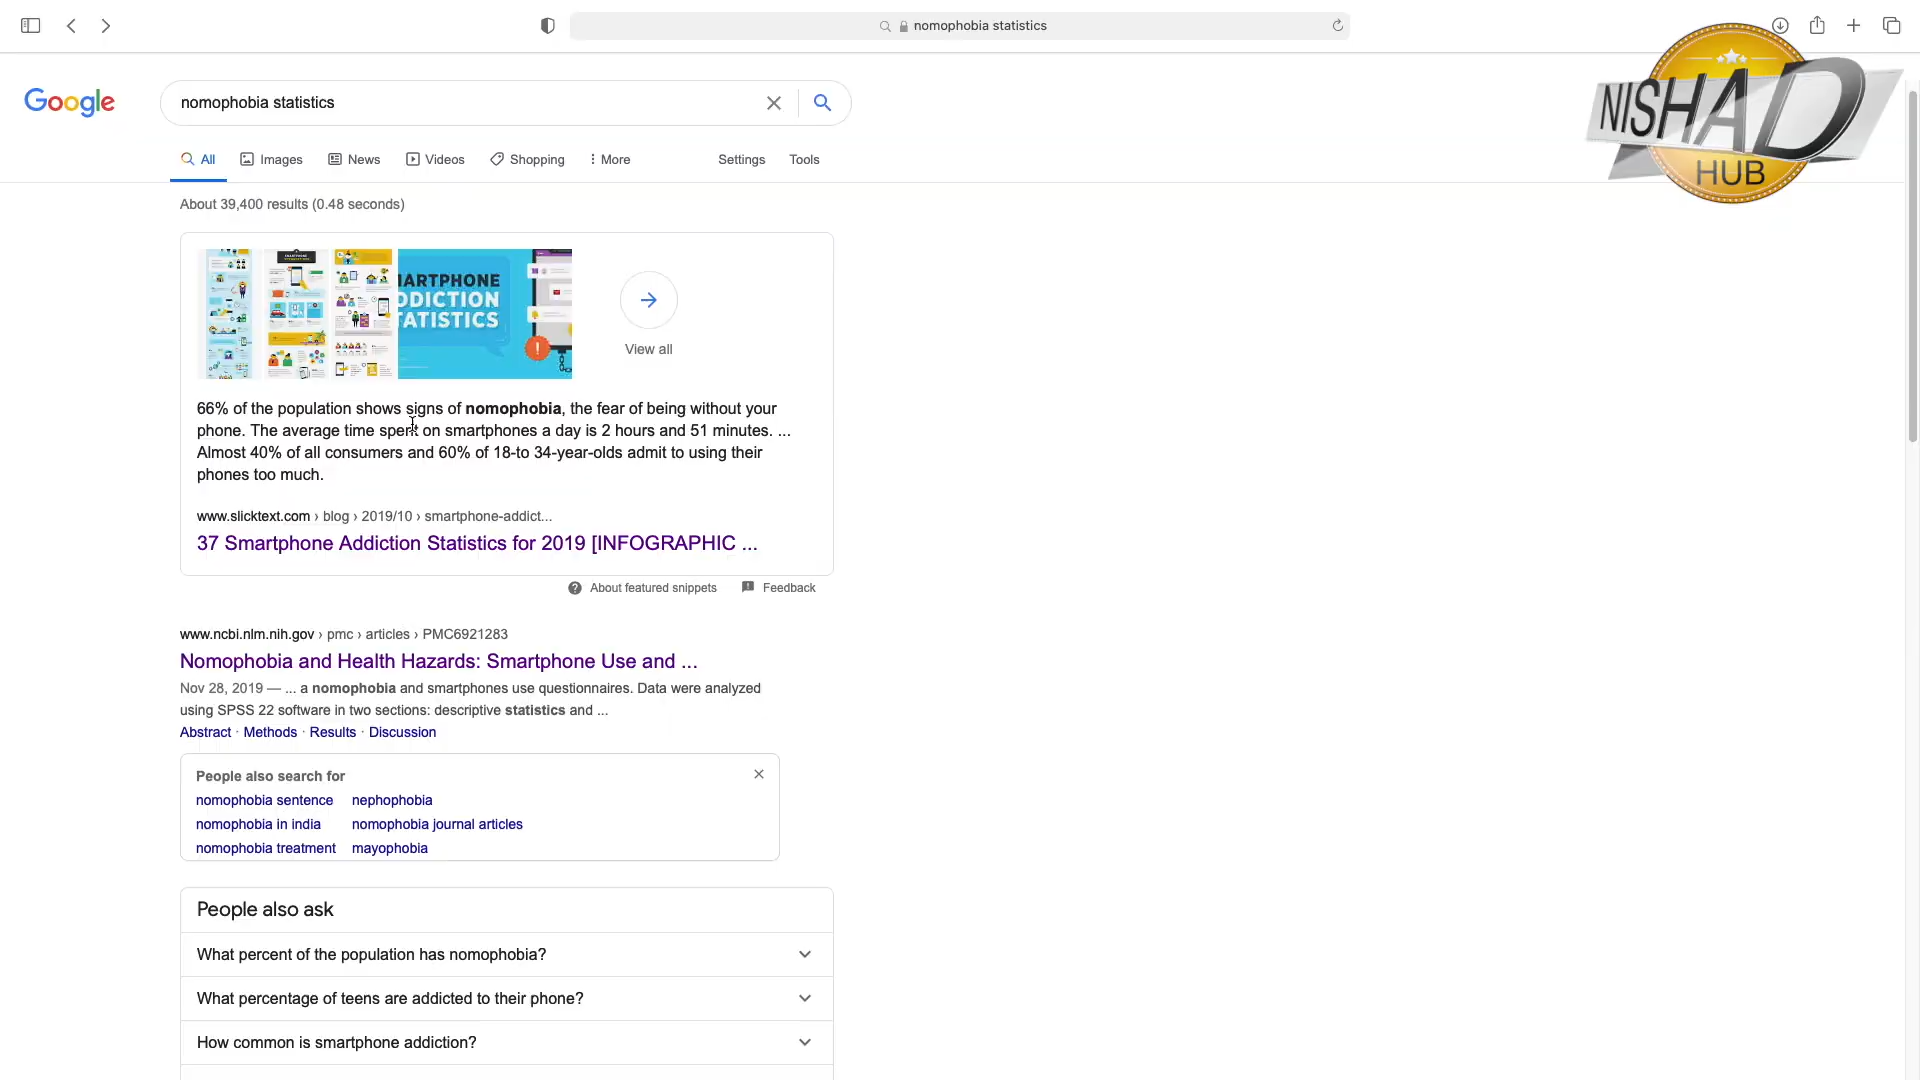 nomophobia statistics
NISHAD
HUB
Google
nomophobia statistics
All
Images
News
Videos
Shopping
More
Settings
Tools
About 39,400 results (0.48 seconds)
MARTPHONE
DDICTION
TATISTICS
View all
66% of the population shows signs of nomophobia, the fear of being without your
phone. The average time spent on smartphones a day is 2 hours and 51 minutes. ...
Almost 40% of all consumers and 60% of 18-to 34-year-olds admit to using their
phones too much.
www.slicktext.com › blog › 2019/10 › smartphone-addict...
37 Smartphone Addiction Statistics for 2019 [INFOGRAPHIC ...
About featured snippets
Feedback
www.ncbi.nlm.nih.gov › pmc › articles › PMC6921283
Nomophobia and Health Hazards: Smartphone Use and ...
Nov 28, 2019 — ... a nomophobia and smartphones use questionnaires. Data were analyzed
using SPSS 22 software in two sections: descriptive statistics and ...
Abstract · Methods · Results · Discussion
People also search for
nomophobia sentence nephophobia
nomophobia in india nomophobia journal articles
nomophobia treatment mayophobia
People also ask
What percent of the population has nomophobia?
What percentage of teens are addicted to their phone?
How common is smartphone addiction?